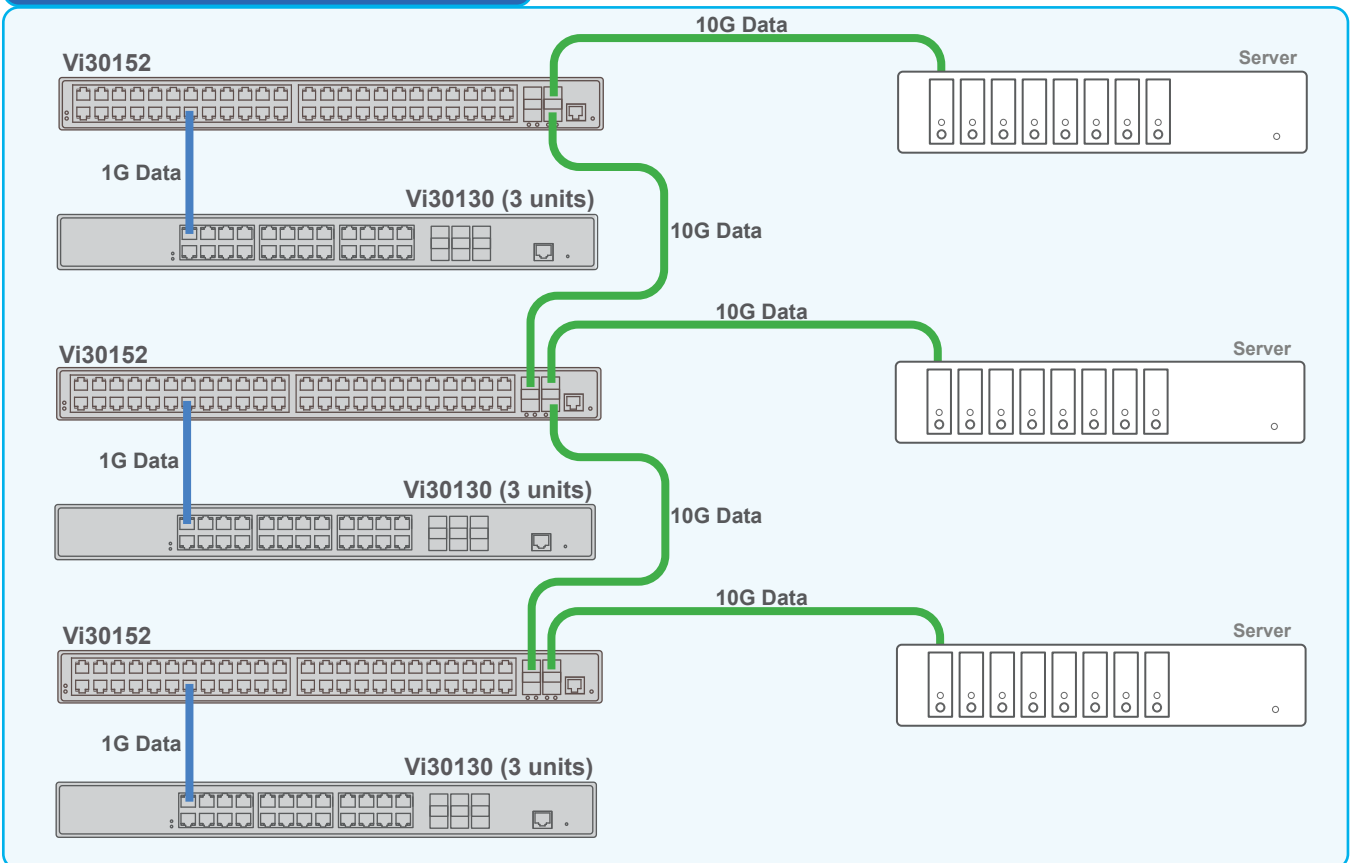 10G Data
Vi30152
Server
1G Data
Vi30130 (3 units)
10G Data
10G Data
Vi30152
Server
1G Data
Vi30130 (3 units)
10G Data
10G Data
Vi30152
Server
1G Data
Vi30130 (3 units)